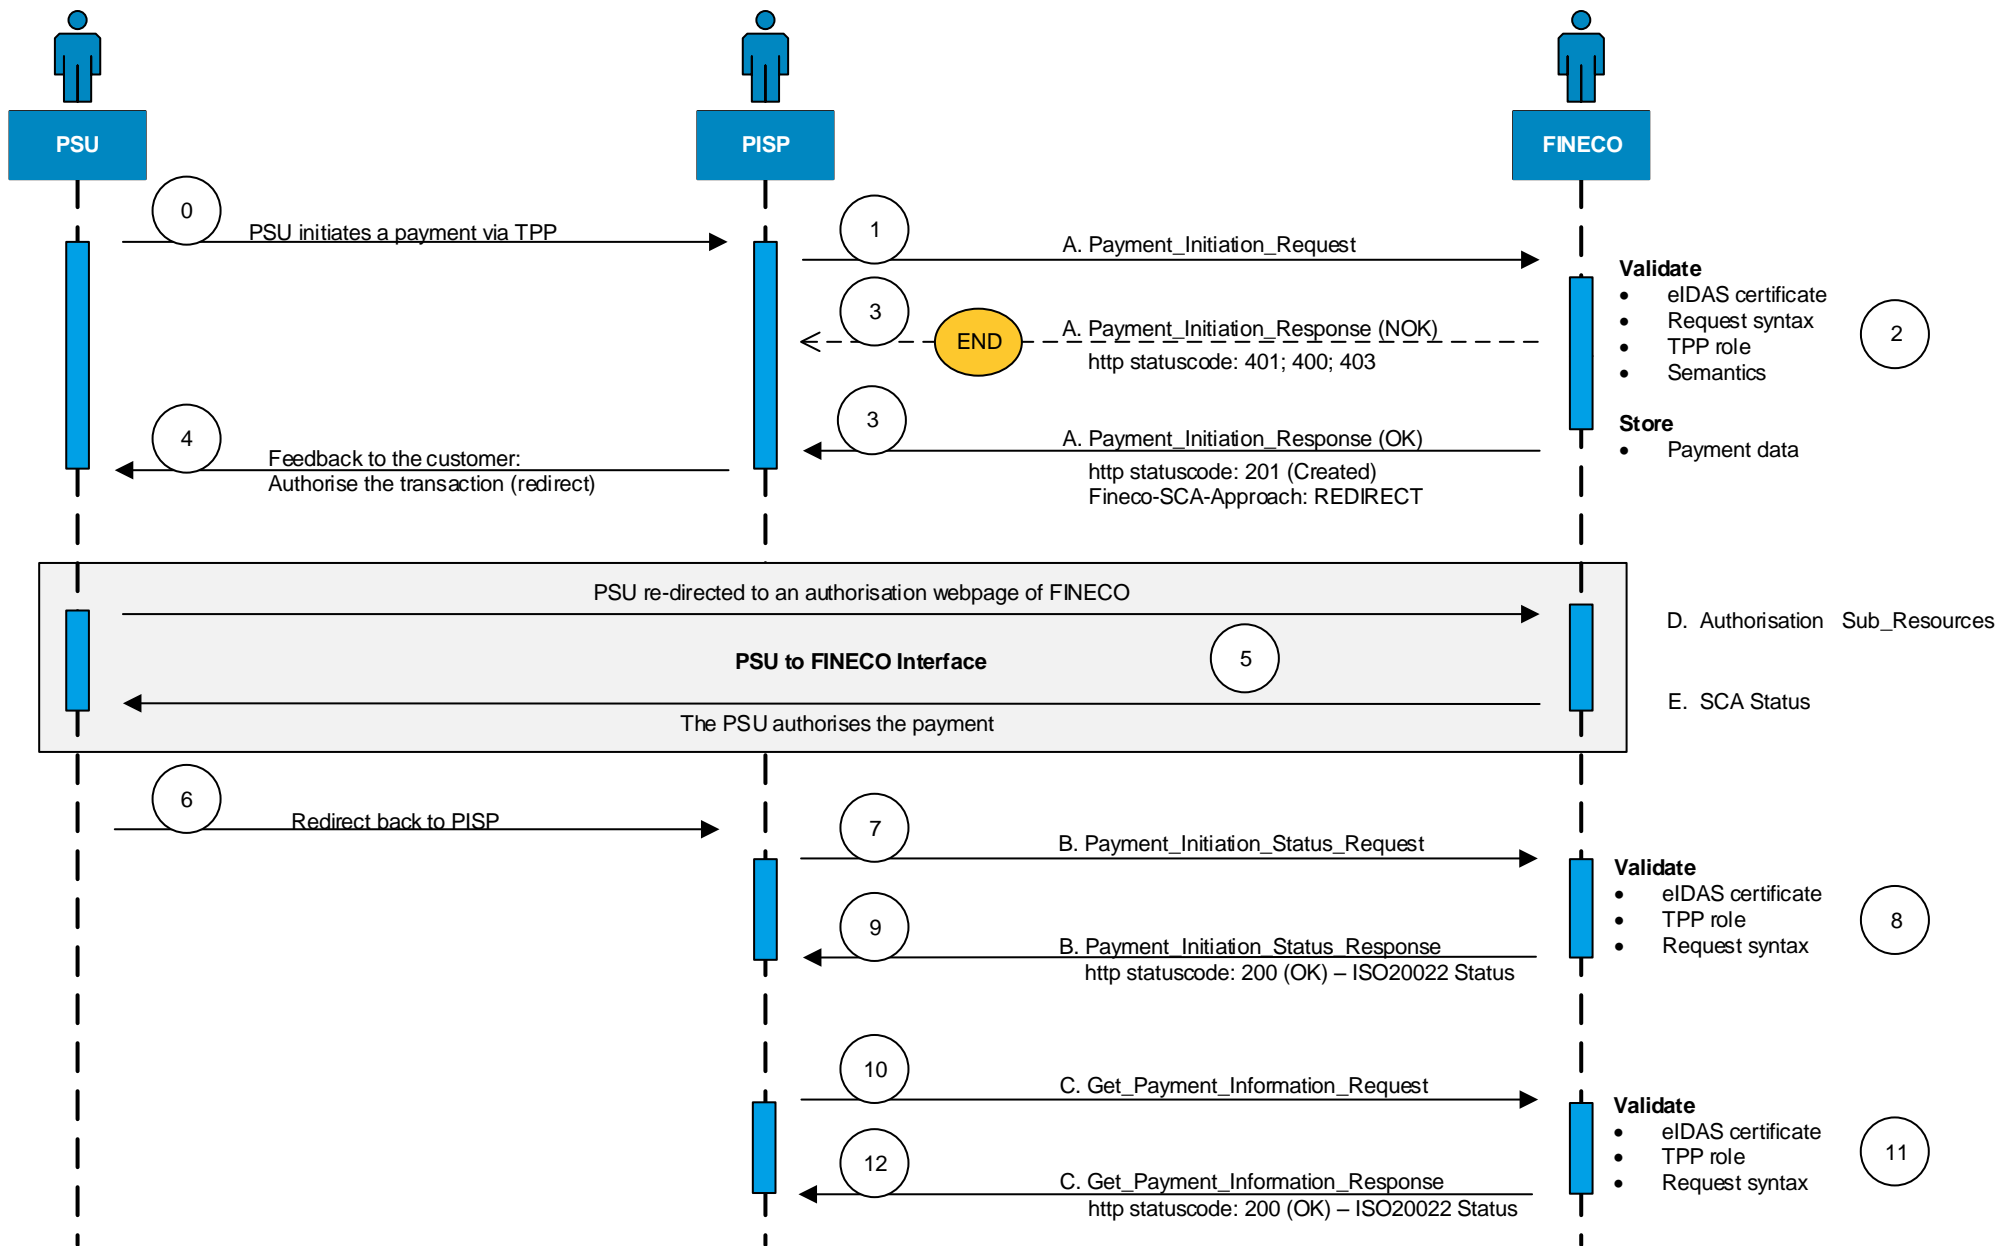 PSU
PISP
FINECO
0
PSU initiates a payment via TPP
1
A. Payment_Initiation_Request
Validate
• eIDAS certificate
• Request syntax
• TPP role
• Semantics
2
3
END
A. Payment_Initiation_Response (NOK)
http statuscode: 401; 400; 403
Store
• Payment data
3
A. Payment_Initiation_Response (OK)
http statuscode: 201 (Created)
Fineco-SCA-Approach: REDIRECT
4
Feedback to the customer:
Authorise the transaction (redirect)
PSU re-directed to an authorisation webpage of FINECO
D. Authorisation Sub_Resources
PSU to FINECO Interface
5
E. SCA Status
The PSU authorises the payment
6
Redirect back to PISP
7
B. Payment_Initiation_Status_Request
Validate
• eIDAS certificate
• TPP role
• Request syntax
8
9
B. Payment_Initiation_Status_Response
http statuscode: 200 (OK) – ISO20022 Status
10
C. Get_Payment_Information_Request
Validate
• eIDAS certificate
• TPP role
• Request syntax
11
12
C. Get_Payment_Information_Response
http statuscode: 200 (OK) – ISO20022 Status